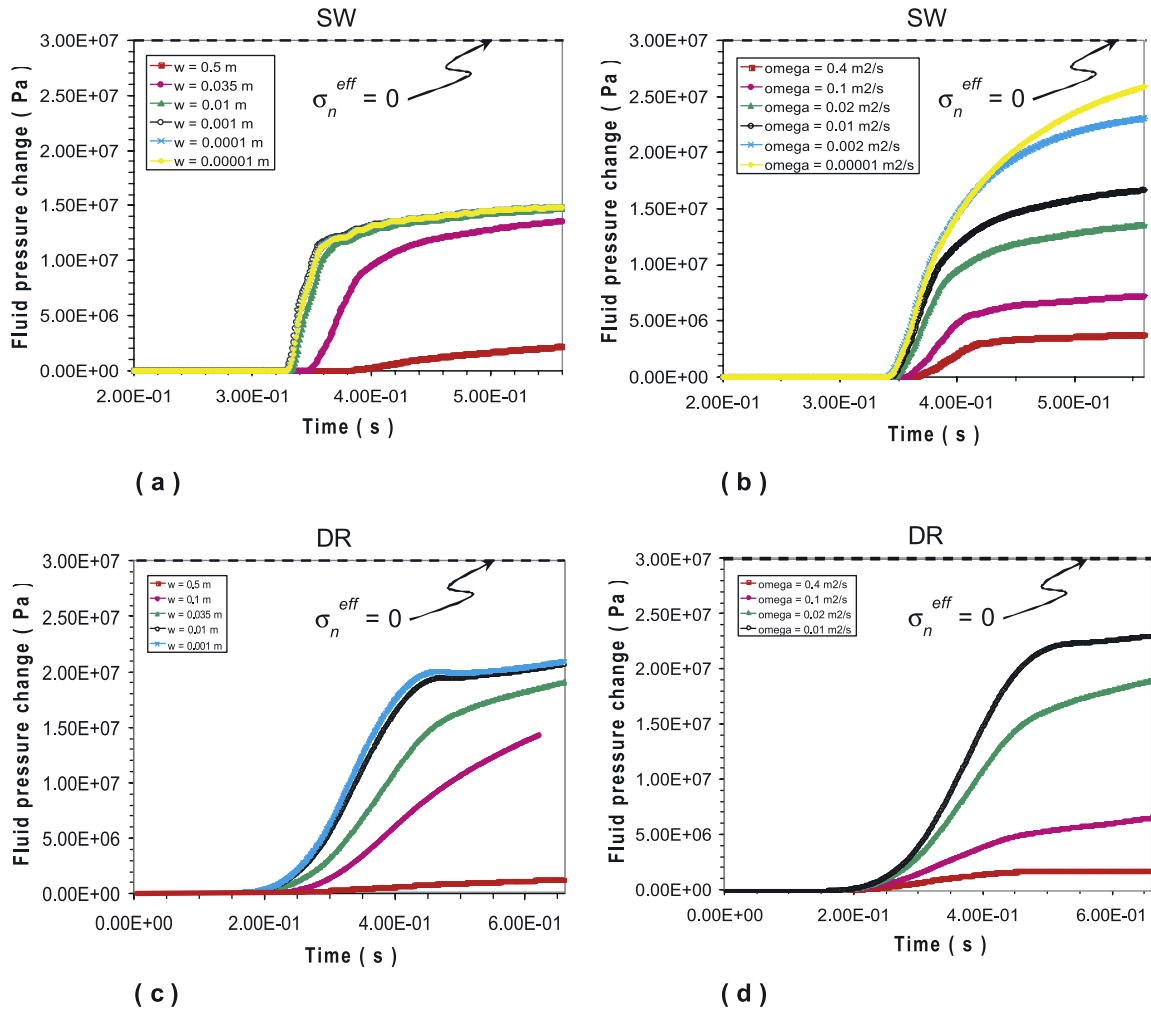 SW
Fluid pressure change ( Pa )
3.00E+07
2.50E+07
2.00E+07
1.50E+07
1.00E+07
5.00E+06
0.00E+00
w = 0.5 m
w = 0.035 m
w = 0.01 m
w = 0.001 m
w = 0.0001 m
w = 0.00001 m
σn^eff = 0
2.00E-01 3.00E-01 4.00E-01 5.00E-01
Time ( s )
( a )
SW
Fluid pressure change ( Pa )
3.00E+07
2.50E+07
2.00E+07
1.50E+07
1.00E+07
5.00E+06
0.00E+00
omega = 0.4 m2/s
omega = 0.1 m2/s
omega = 0.02 m2/s
omega = 0.01 m2/s
omega = 0.002 m2/s
omega = 0.00001 m2/s
σn^eff = 0
2.00E-01 3.00E-01 4.00E-01 5.00E-01
Time ( s )
( b )
DR
Fluid pressure change ( Pa )
3.00E+07
2.50E+07
2.00E+07
1.50E+07
1.00E+07
5.00E+06
0.00E+00
w = 0.5 m
w = 0.1 m
w = 0.035 m
w = 0.01 m
w = 0.001 m
σn^eff = 0
0.00E+00 2.00E-01 4.00E-01 6.00E-01
Time ( s )
( c )
DR
Fluid pressure change ( Pa )
3.00E+07
2.50E+07
2.00E+07
1.50E+07
1.00E+07
5.00E+06
0.00E+00
omega = 0.4 m2/s
omega = 0.1 m2/s
omega = 0.02 m2/s
omega = 0.01 m2/s
σn^eff = 0
0.00E+00 2.00E-01 4.00E-01 6.00E-01
Time ( s )
( d )